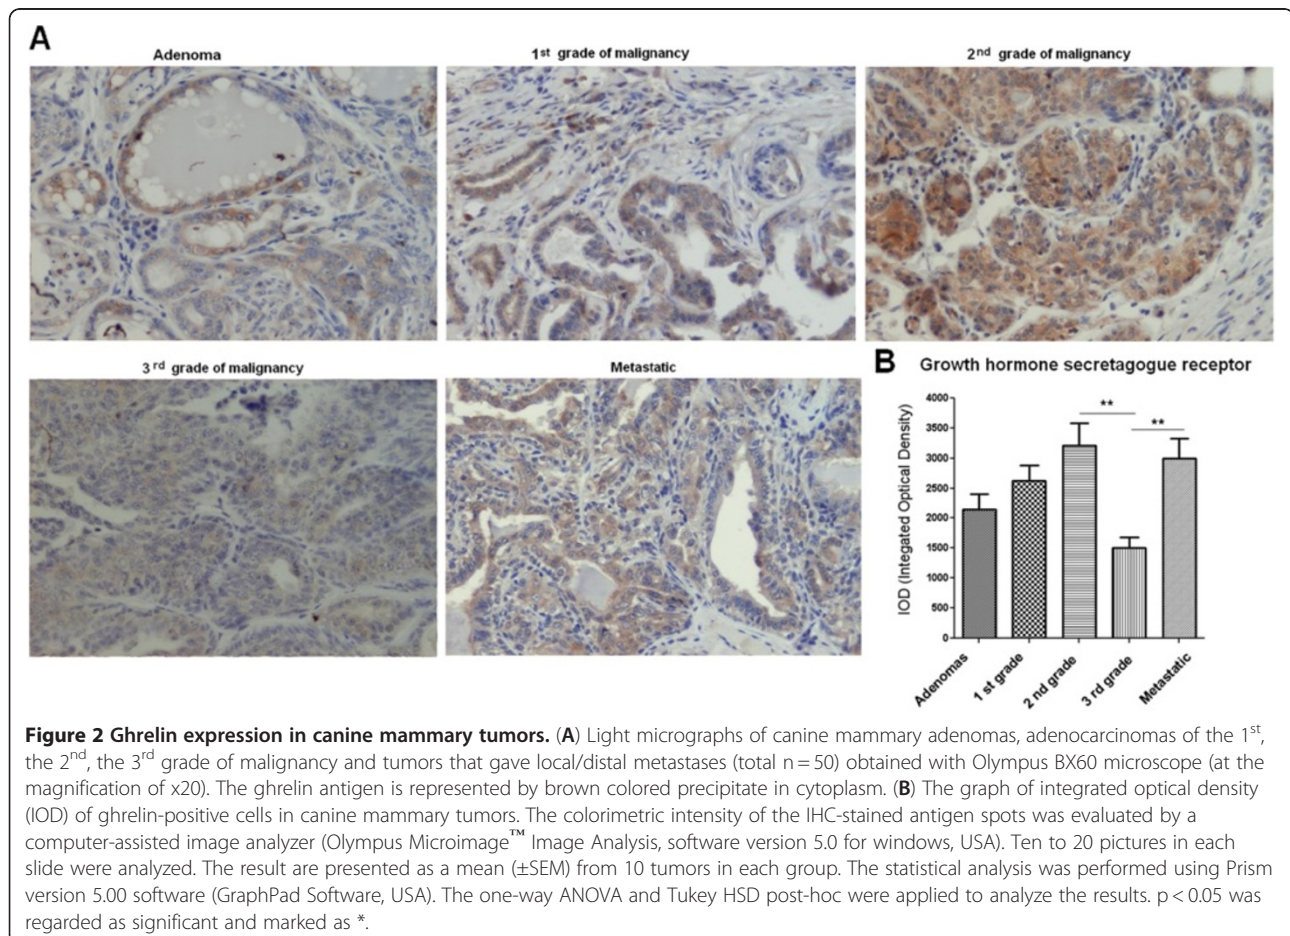 A
Adenoma
1st grade of malignancy
2nd grade of malignancy
3rd grade of malignancy
Metastatic
B
Growth hormone secretagogue receptor
IOD (Integated Optical Density)
4000
3500
3000
2500
2000
1500
1000
500
0
**
**
Adenomas
1 st grade
2 nd grade
3 rd grade
Metastatic
Figure 2 Ghrelin expression in canine mammary tumors. (A) Light micrographs of canine mammary adenomas, adenocarcinomas of the 1st,
the 2nd, the 3rd grade of malignancy and tumors that gave local/distal metastases (total n = 50) obtained with Olympus BX60 microscope (at the
magnification of x20). The ghrelin antigen is represented by brown colored precipitate in cytoplasm. (B) The graph of integrated optical density
(IOD) of ghrelin-positive cells in canine mammary tumors. The colorimetric intensity of the IHC-stained antigen spots was evaluated by a
computer-assisted image analyzer (Olympus Microimage™ Image Analysis, software version 5.0 for windows, USA). Ten to 20 pictures in each
slide were analyzed. The result are presented as a mean (±SEM) from 10 tumors in each group. The statistical analysis was performed using Prism
version 5.00 software (GraphPad Software, USA). The one-way ANOVA and Tukey HSD post-hoc were applied to analyze the results. p < 0.05 was
regarded as significant and marked as *.